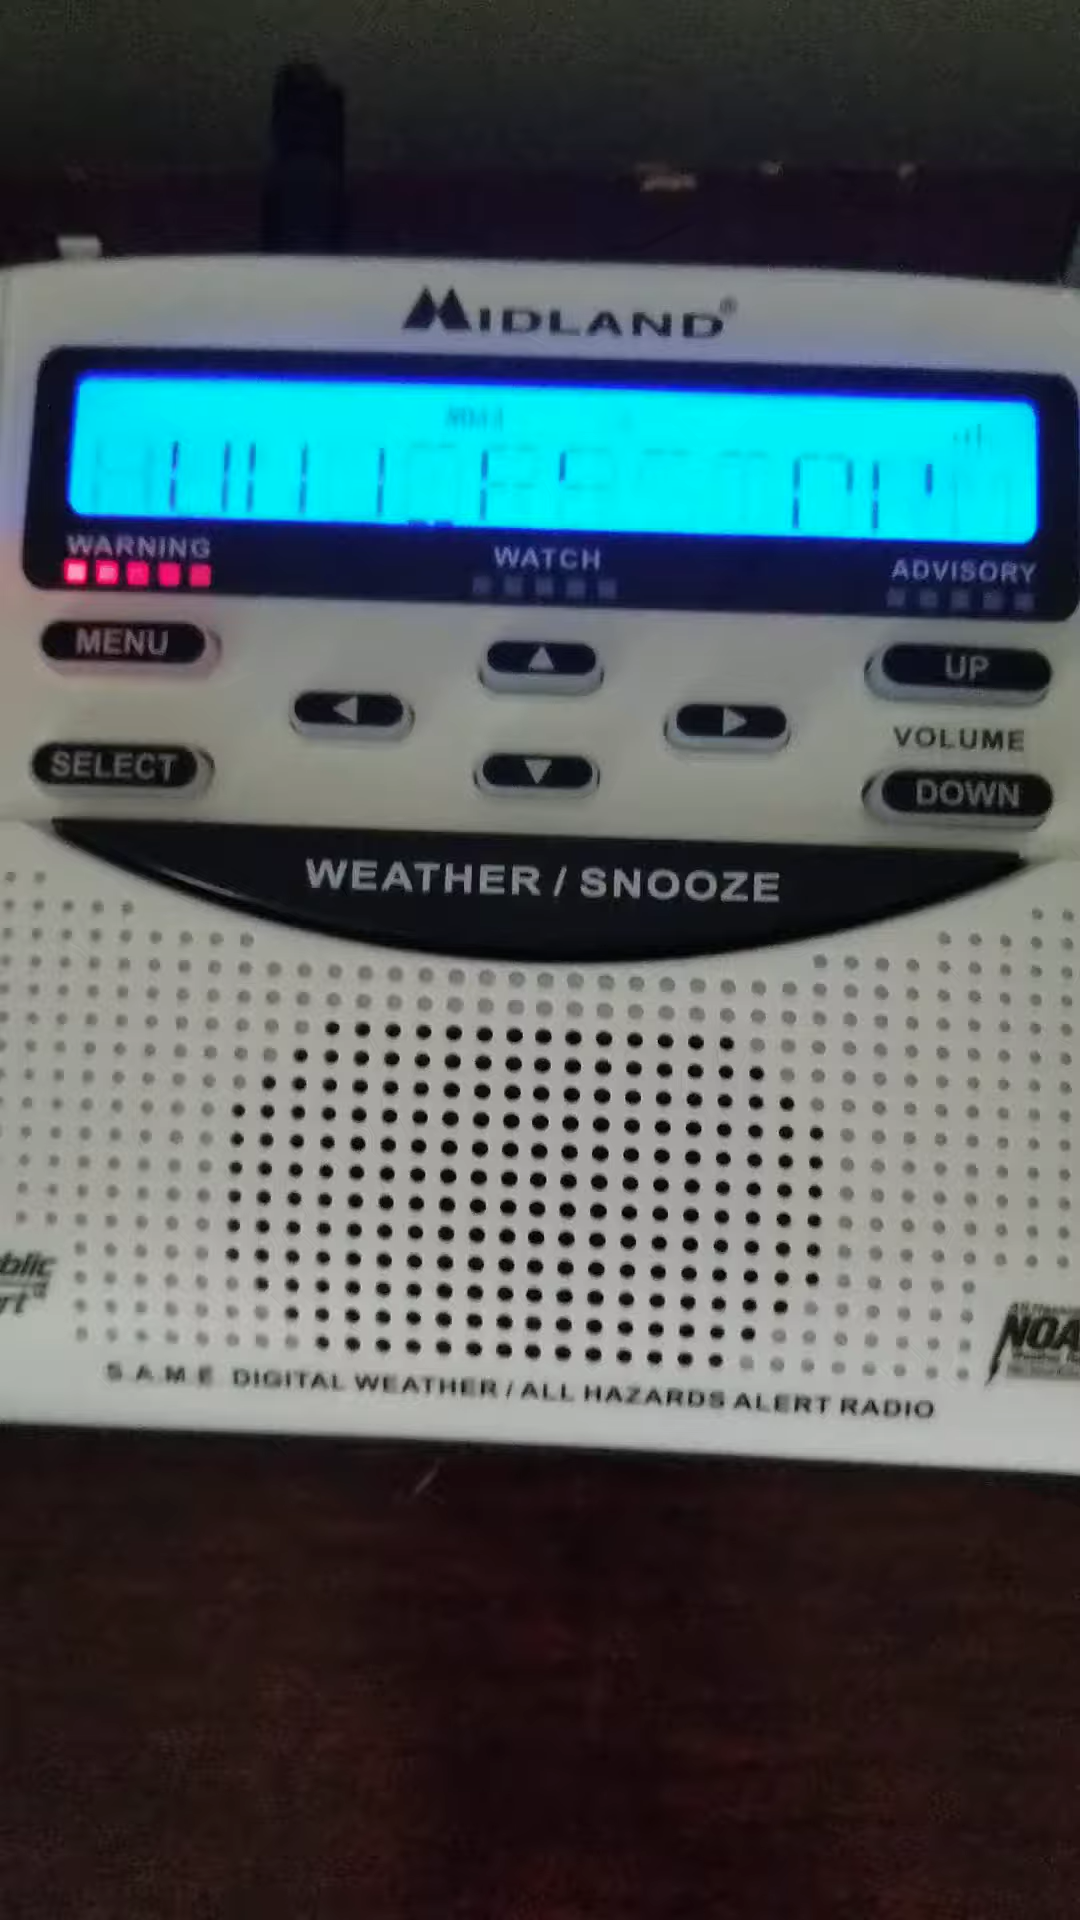 MIDLAND®
WARNING
WATCH
ADVISORY
MENU
UP
VOLUME
SELECT
DOWN
WEATHER / SNOOZE
S.A.M.E. DIGITAL WEATHER / ALL HAZARDS ALERT RADIO